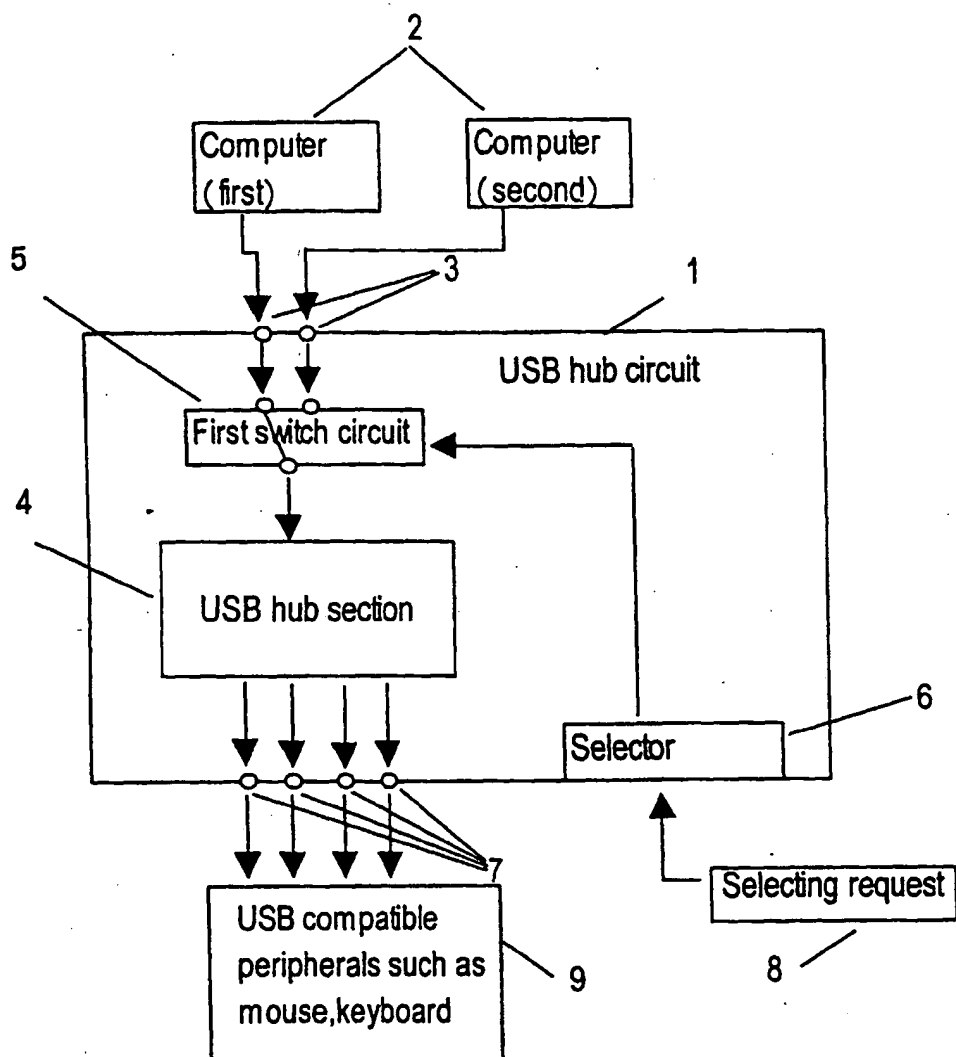 2
Computer
(first)
Computer
(second)
5
3
1
USB hub circuit
First switch circuit
4
USB hub section
6
Selector
7
Selecting request
USB compatible
peripherals such as
mouse,keyboard
9
8